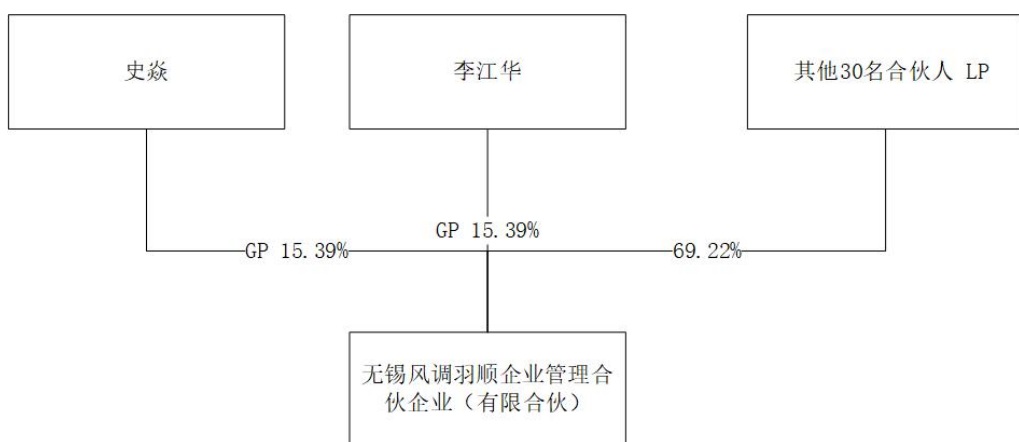 史焱
李江华
其他30名合伙人 LP
GP 15.39%
GP 15.39%
69.22%
无锡风调羽顺企业管理合
伙企业（有限合伙）